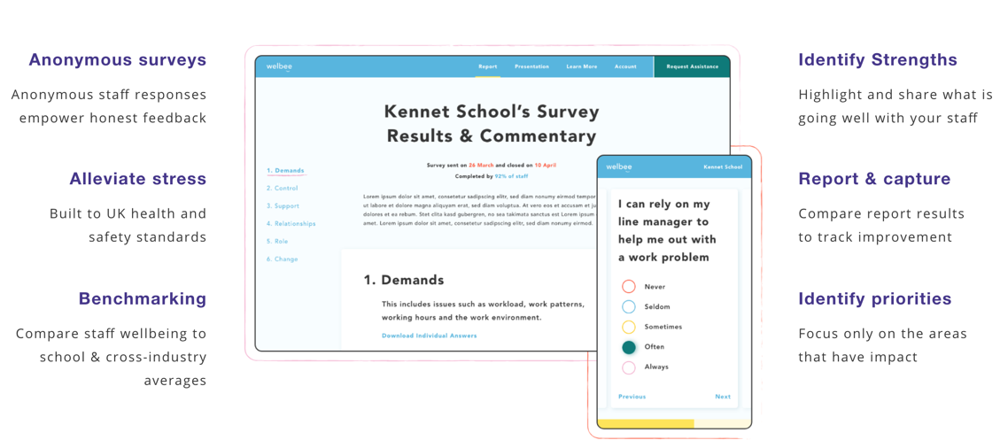 Anonymous surveys
Anonymous staff responses
empower honest feedback
Alleviate stress
Built to UK health and
safety standards
Benchmarking
Compare staff wellbeing to
school & cross-industry
averages
welbee
Report
Presentation
Learn More
Account
Request Assistance
Kennet School's Survey
Results & Commentary
Survey sent on 26 March and closed on 10 April
Completed by 92% of staff
1. Demands
2. Control
3. Support
4. Relationships
5. Role
6. Change
Lorem ipsum dolor sit amet, consetetur sadipscing elitr, sed diam nonumy eirmod tempor
ut labore et dolore magna aliquyam erat, sed diam voluptua. At vero eos et accusam et ju
dolores et ea rebum. Stet clita kasd gubergren, no sea takimata sanctus est Lorem ipsum
amet. Lorem ipsum dolor sit amet, consetetur sadipscing elitr, sed diam nonumy eirmod.
1. Demands
This includes issues such as workload, work patterns,
working hours and the work environment.
Download Individual Answers
welbee
Kennet School
I can rely on my
line manager to
help me out with
a work problem
Never
Seldom
Sometimes
Often
Always
Previous
Next
Identify Strengths
Highlight and share what is
going well with your staff
Report & capture
Compare report results
to track improvement
Identify priorities
Focus only on the areas
that have impact